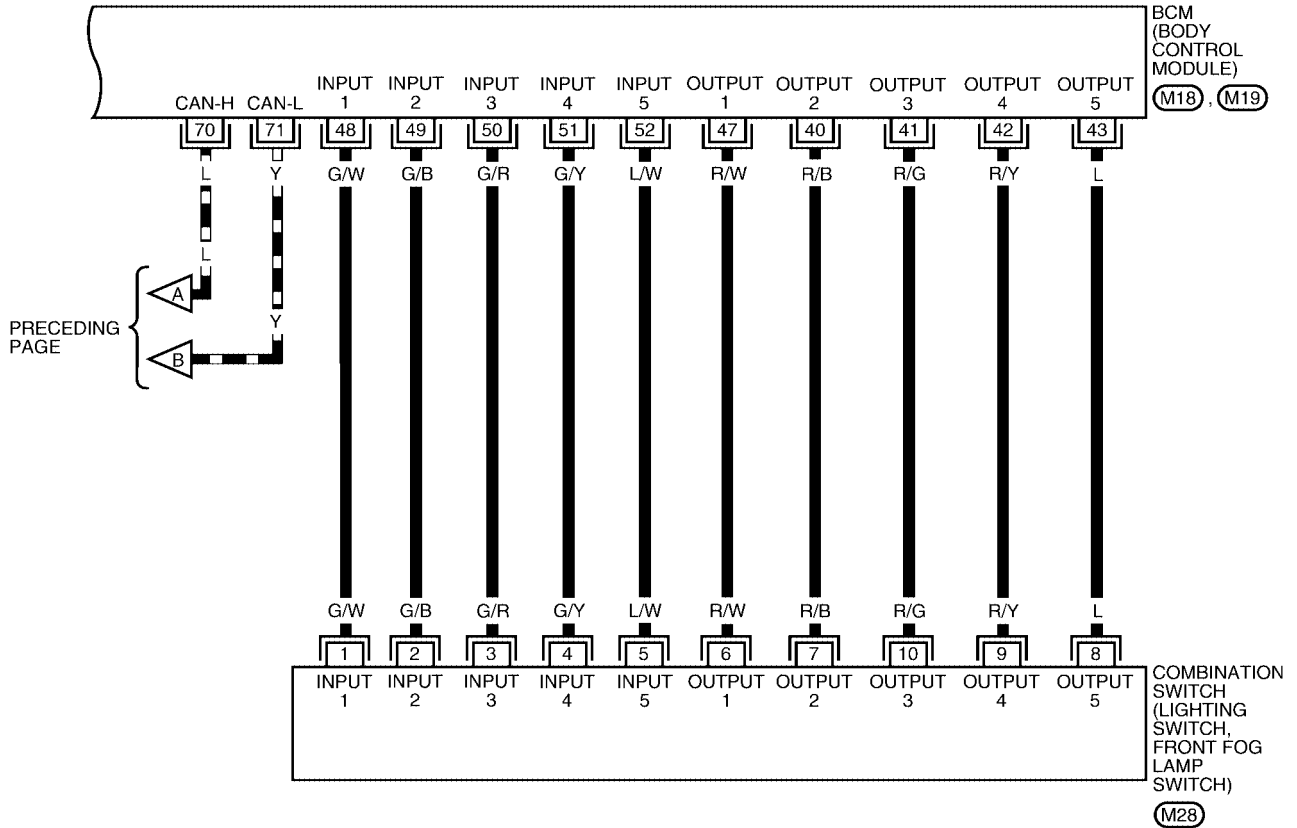 BCM
(BODY
CONTROL
MODULE)
M18 , M19
INPUT INPUT INPUT INPUT INPUT OUTPUT OUTPUT OUTPUT OUTPUT OUTPUT
CAN-H CAN-L 1 2 3 4 5 1 2 3 4 5
70 71 48 49 50 51 52 47 40 41 42 43
L Y G/W G/B G/R G/Y L/W R/W R/B R/G R/Y L
L
A
Y
PRECEDING
PAGE
B
G/W G/B G/R G/Y L/W R/W R/B R/G R/Y L
1 2 3 4 5 6 7 10 9 8
INPUT INPUT INPUT INPUT INPUT OUTPUT OUTPUT OUTPUT OUTPUT OUTPUT
1 2 3 4 5 1 2 3 4 5
COMBINATION
SWITCH
(LIGHTING
SWITCH,
FRONT FOG
LAMP
SWITCH)
M28